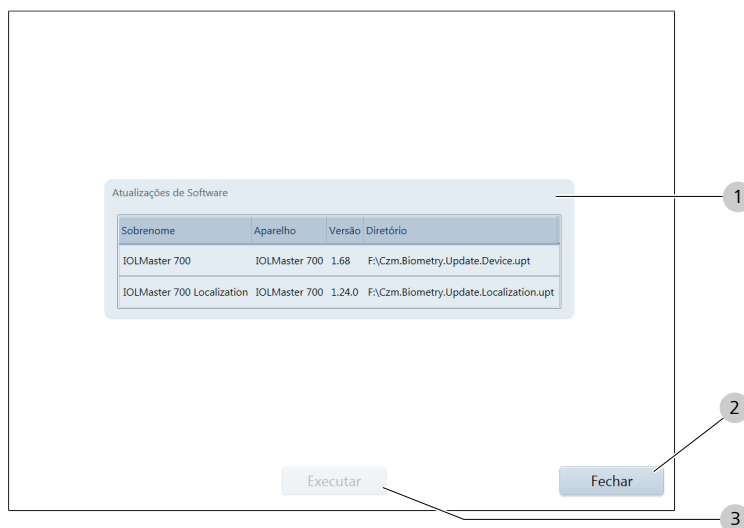 Atualizações de Software
Sobrenome Aparelho Versão Diretório
IOLMaster 700 IOLMaster 700 1.68 F:\Czm.Biometry.Update.Device.upt
IOLMaster 700 Localization IOLMaster 700 1.24.0 F:\Czm.Biometry.Update.Localization.upt
1
2
Executar Fechar
3